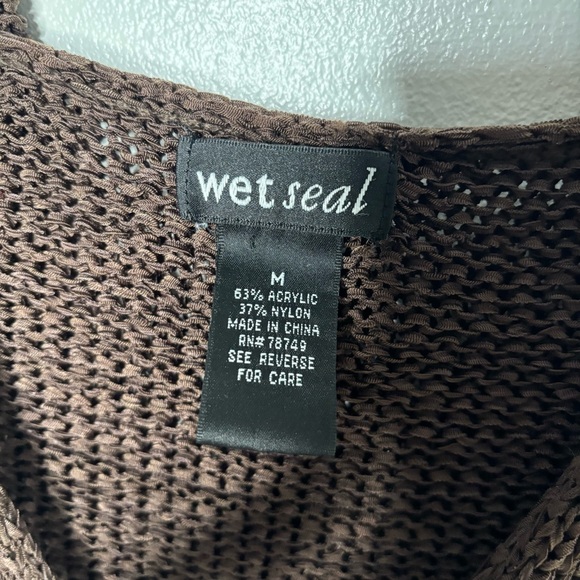 wet seal
M
63% ACRYLIC
37% NYLON
MADE IN CHINA
RN# 78749
SEE REVERSE
FOR CARE